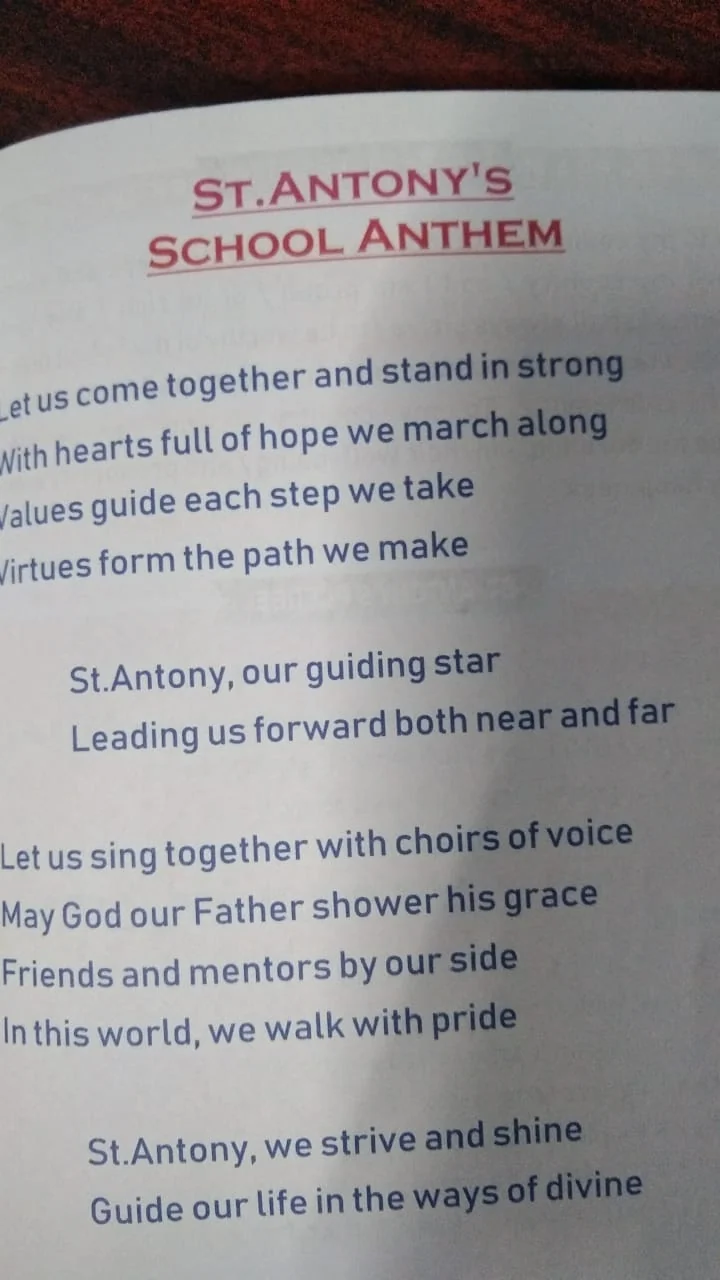 ST.ANTONY'S
SCHOOL ANTHEM
Let us come together and stand in strong
With hearts full of hope we march along
Values guide each step we take
Virtues form the path we make
St.Antony, our guiding star
Leading us forward both near and far
Let us sing together with choirs of voice
May God our Father shower his grace
Friends and mentors by our side
In this world, we walk with pride
St.Antony, we strive and shine
Guide our life in the ways of divine